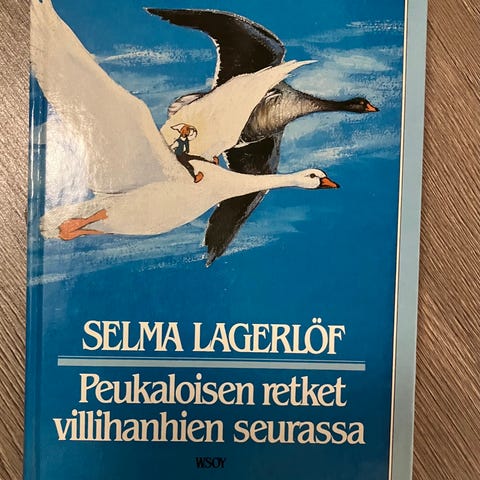 SELMA LAGERLÖF
Peukaloisen retket
villihanhien seurassa
WSOY